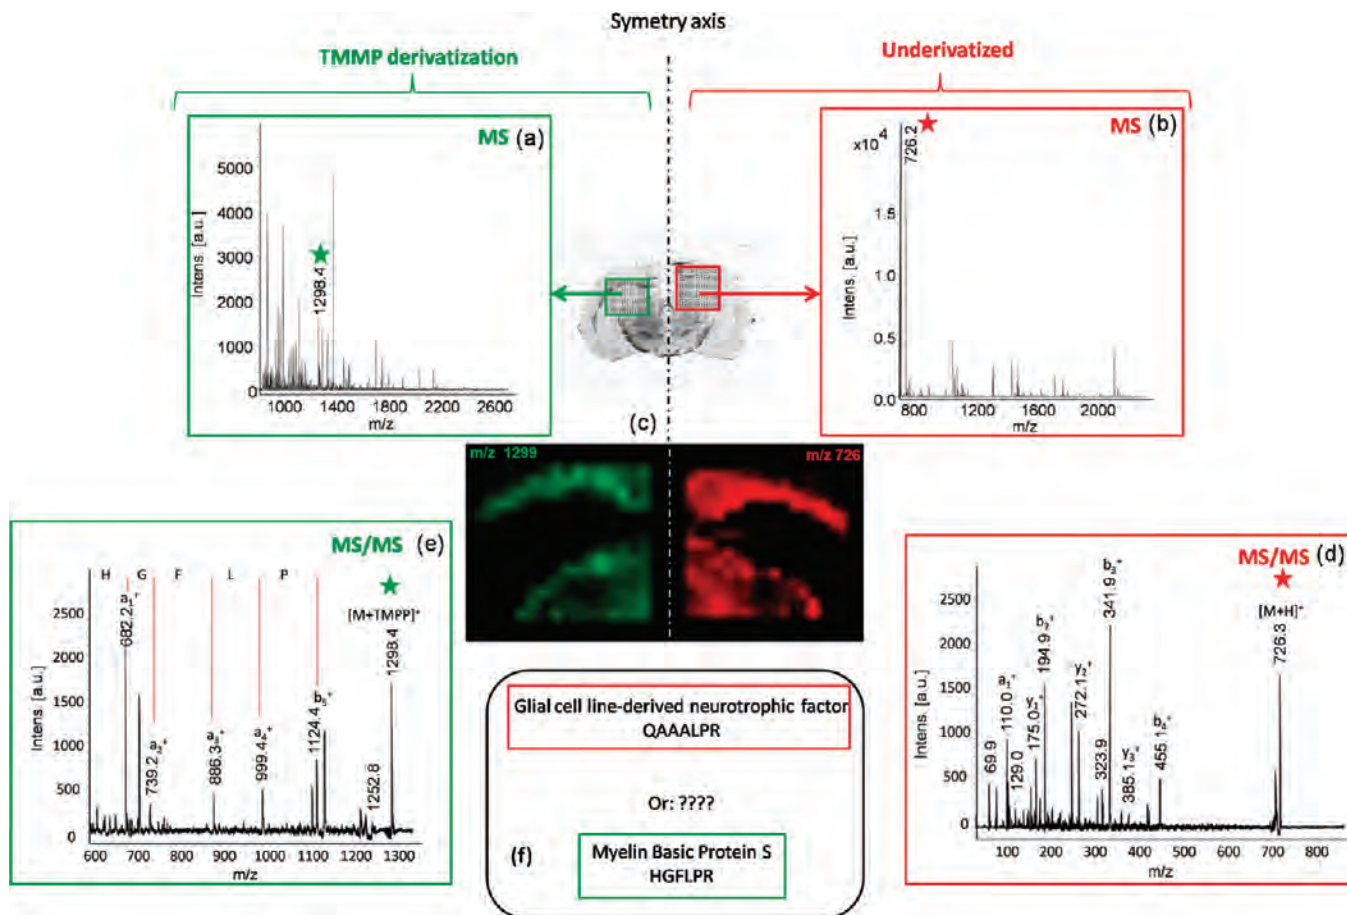 Symetry axis
TMMP derivatization
Underivatized
MS (a)
Intens. [a.u.]
5000
4000
3000
2000
1000
0
1298.4
1000 1400 1800 2200 2600
m/z
MS (b)
x10^4
726.2
Intens. [a.u.]
1.5
1.0
0.5
0.0
800 1200 1600 2000
m/z
(c)
m/z 1299
m/z 726
MS/MS (e)
H G F L P
[M+TMPP]+
Intens. [a.u.]
2500
2000
1500
1000
500
0
682.2
739.2 a2+
886.3 a3+
999.4 a4+
1124.4 b5+
1252.8
1298.4
600 700 800 900 1000 1100 1200 1300
m/z
MS/MS (d)
[M+H]+
Intens. [a.u.]
2500
2000
1500
1000
500
0
69.9
110.0
129.0
175.0
194.9 b2+
272.1
323.9
341.9 b3+
385.1
455.1
726.3
100 200 300 400 500 600 700 800
m/z
Glial cell line-derived neurotrophic factor
QAAALPR
Or: ????
(f)
Myelin Basic Protein S
HGFLPR